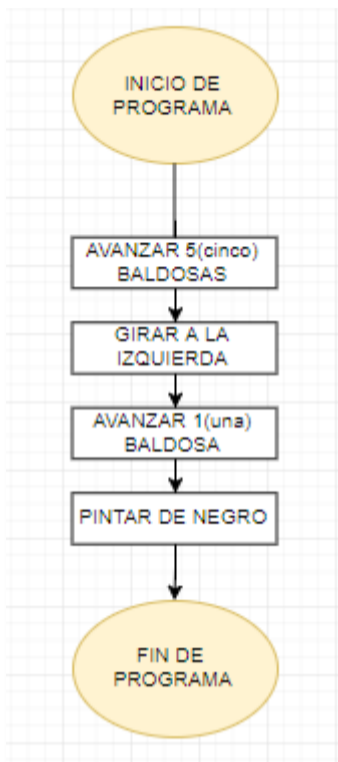 INICIO DE
PROGRAMA
AVANZAR 5(cinco)
BALDOSAS
GIRAR A LA
IZQUIERDA
AVANZAR 1(una)
BALDOSA
PINTAR DE NEGRO
FIN DE
PROGRAMA